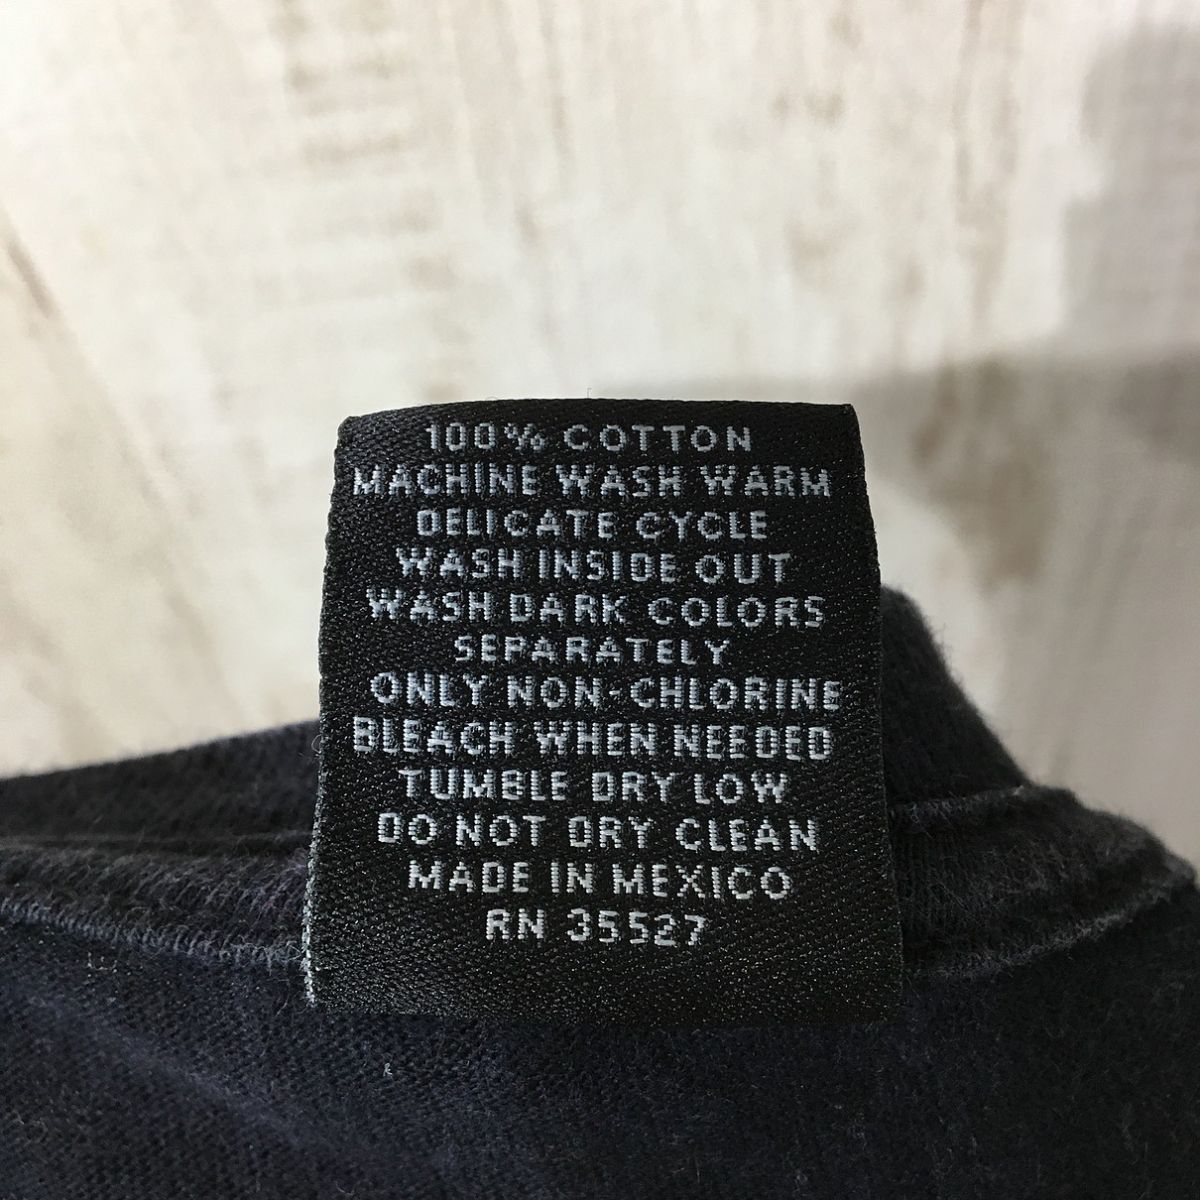 100% COTTON
MACHINE WASH WARM
DELICATE CYCLE
WASH INSIDE OUT
WASH DARK COLORS
SEPARATELY
ONLY NON-CHLORINE
BLEACH WHEN NEEDED
TUMBLE DRY LOW
DO NOT DRY CLEAN
MADE IN MEXICO
RN 35527